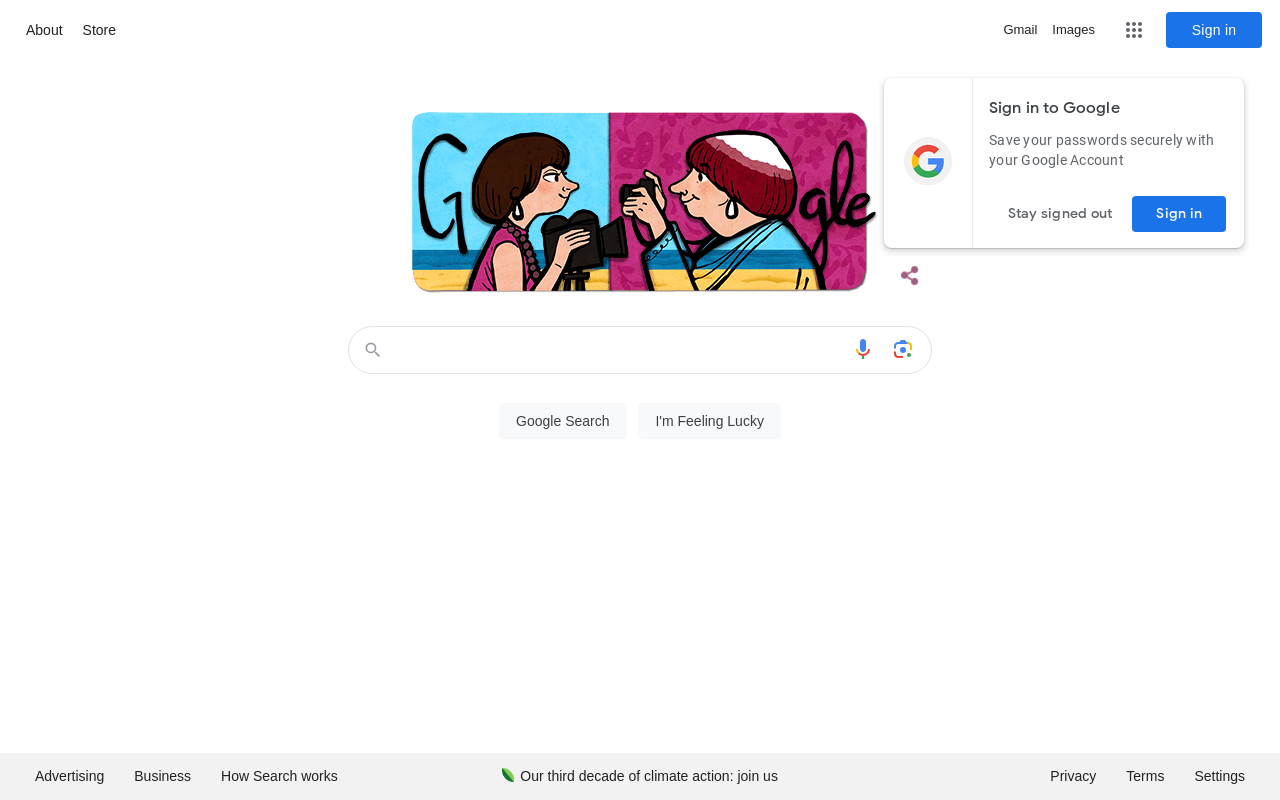 About Store
Gmail Images Sign in
Google
Sign in to Google
Save your passwords securely with
your Google Account
Stay signed out Sign in
Google Search I'm Feeling Lucky
Advertising Business How Search works
Our third decade of climate action: join us
Privacy Terms Settings